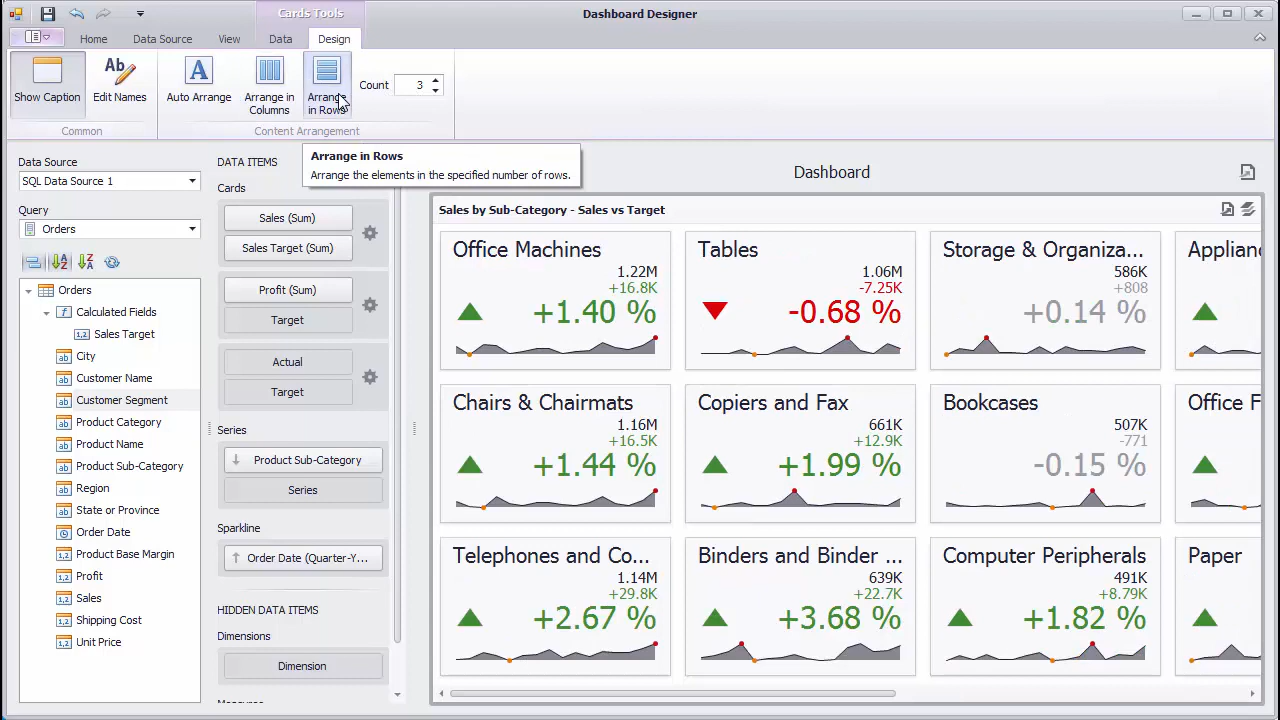 Cards Tools
Dashboard Designer
Home
Data Source
View
Data
Design
Show Caption
Edit Names
Auto Arrange
Arrange in
Columns
Arrange
in Rows
Count
3
Common
Content Arrangement
Arrange in Rows
Arrange the elements in the specified number of rows.
Data Source
SQL Data Source 1
Query
Orders
Orders
Calculated Fields
Sales Target
City
Customer Name
Customer Segment
Product Category
Product Name
Product Sub-Category
Region
State or Province
Order Date
Product Base Margin
Profit
Sales
Shipping Cost
Unit Price
DATA ITEMS
Cards
Sales (Sum)
Sales Target (Sum)
Profit (Sum)
Target
Actual
Target
Series
Product Sub-Category
Series
Sparkline
Order Date (Quarter-Y...
HIDDEN DATA ITEMS
Dimensions
Dimension
Dashboard
Sales by Sub-Category - Sales vs Target
Office Machines
1.22M
+16.8K
+1.40 %
Tables
1.06M
-7.25K
-0.68 %
Storage & Organiza...
586K
+808
+0.14 %
Chairs & Chairmats
1.16M
+16.5K
+1.44 %
Copiers and Fax
661K
+12.9K
+1.99 %
Bookcases
507K
-771
-0.15 %
Office F
Telephones and Co...
1.14M
+29.8K
+2.67 %
Binders and Binder ...
639K
+22.7K
+3.68 %
Computer Peripherals
491K
+8.79K
+1.82 %
Paper